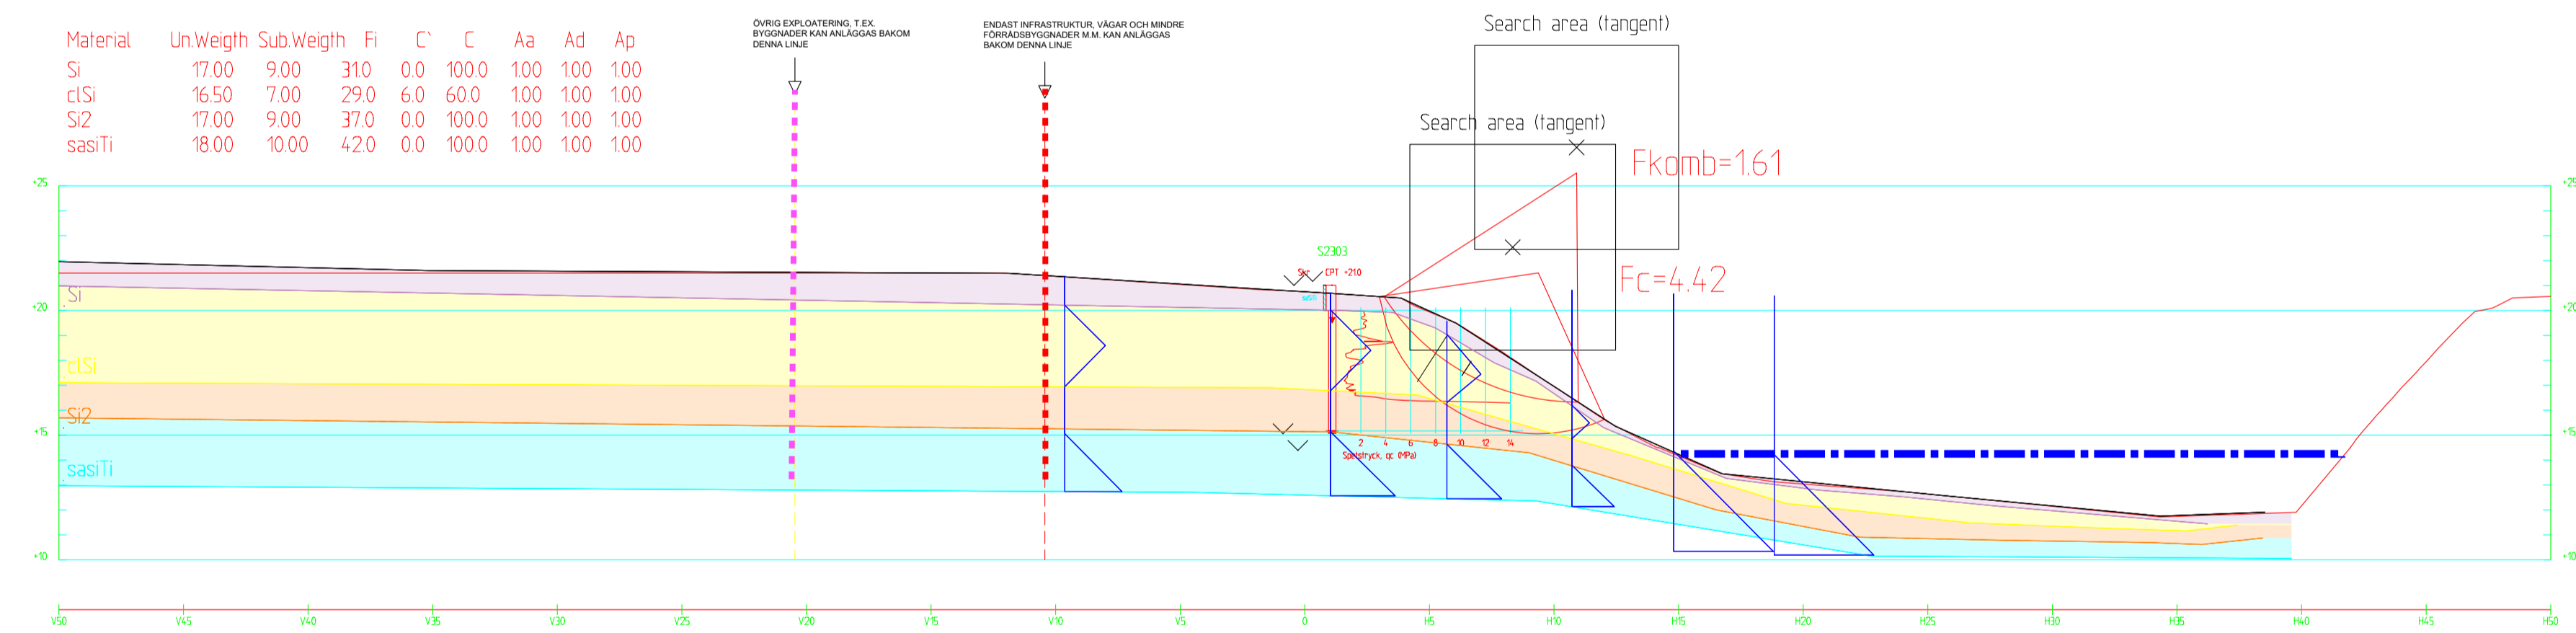 Material Un.Weigth Sub.Weigth Fi C` C Aa Ad Ap
Si 17.00 9.00 31.0 0.0 100.0 1.00 1.00 1.00
clSi 16.50 7.00 29.0 6.0 60.0 1.00 1.00 1.00
Si2 17.00 9.00 37.0 0.0 100.0 1.00 1.00 1.00
sasiTi 18.00 10.00 42.0 0.0 100.0 1.00 1.00 1.00
ÖVRIG EXPLOATERING, T.EX.
BYGGNADER KAN ANLÄGGAS BAKOM
DENNA LINJE
ENDAST INFRASTRUKTUR, VÄGAR OCH MINDRE
FÖRRÅDSBYGGNADER M.M. KAN ANLÄGGAS
BAKOM DENNA LINJE
Search area (tangent)
Search area (tangent)
Fkomb=1.61
Fc=4.42
S2303
Skr CPT +21.0
+25 +25
+20 +20
+15 +15
+10 +10
Si
clSi
Si2
sasiTi
2 4 6 8 10 12 14
Spetstryck, qc (MPa)
V50 V45 V40 V35 V30 V25 V20 V15 V10 V5 0 H5 H10 H15 H20 H25 H30 H35 H40 H45 H50